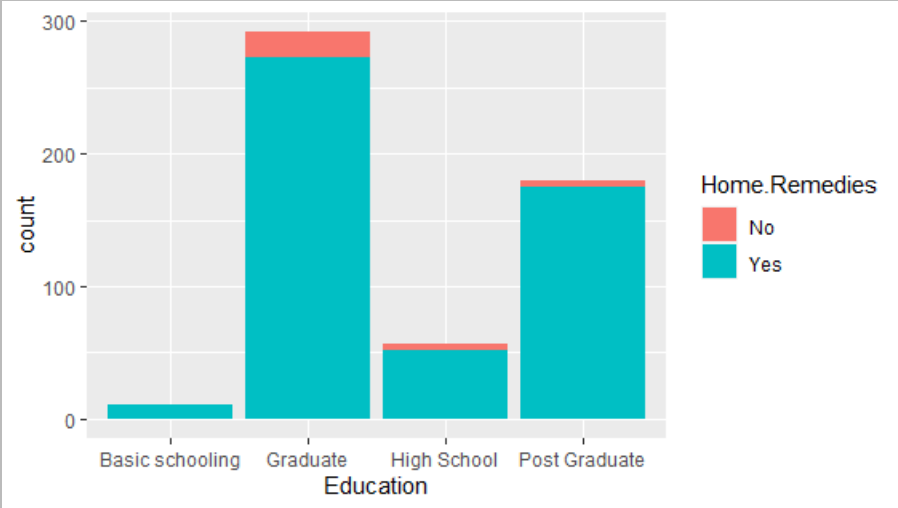 300
200
100
0
count
Basic schooling
Graduate
High School
Post Graduate
Education
Home.Remedies
No
Yes